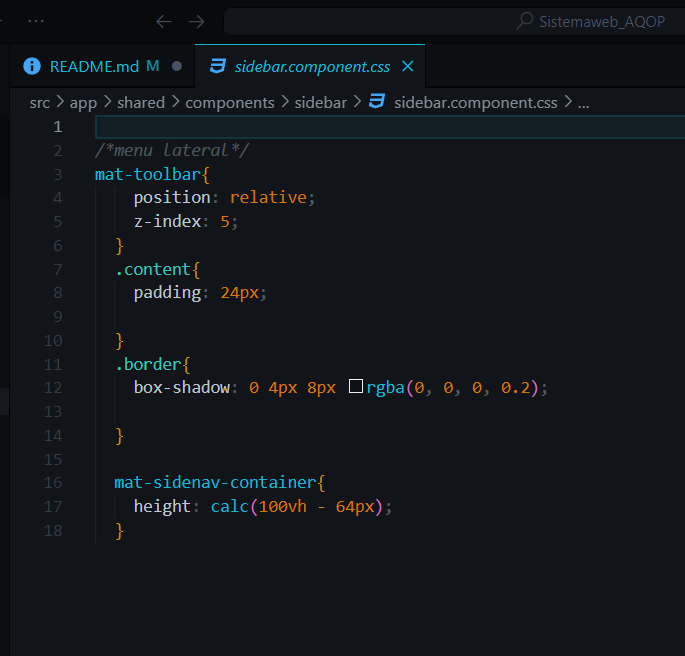 Sistemaweb_AQOP
README.md M
sidebar.component.css
src > app > shared > components > sidebar > sidebar.component.css > ...
1
2 /*menu lateral*/
3 mat-toolbar{
4 position: relative;
5 z-index: 5;
6 }
7 .content{
8 padding: 24px;
9
10 }
11 .border{
12 box-shadow: 0 4px 8px rgba(0, 0, 0, 0.2);
13
14 }
15
16 mat-sidenav-container{
17 height: calc(100vh - 64px);
18 }